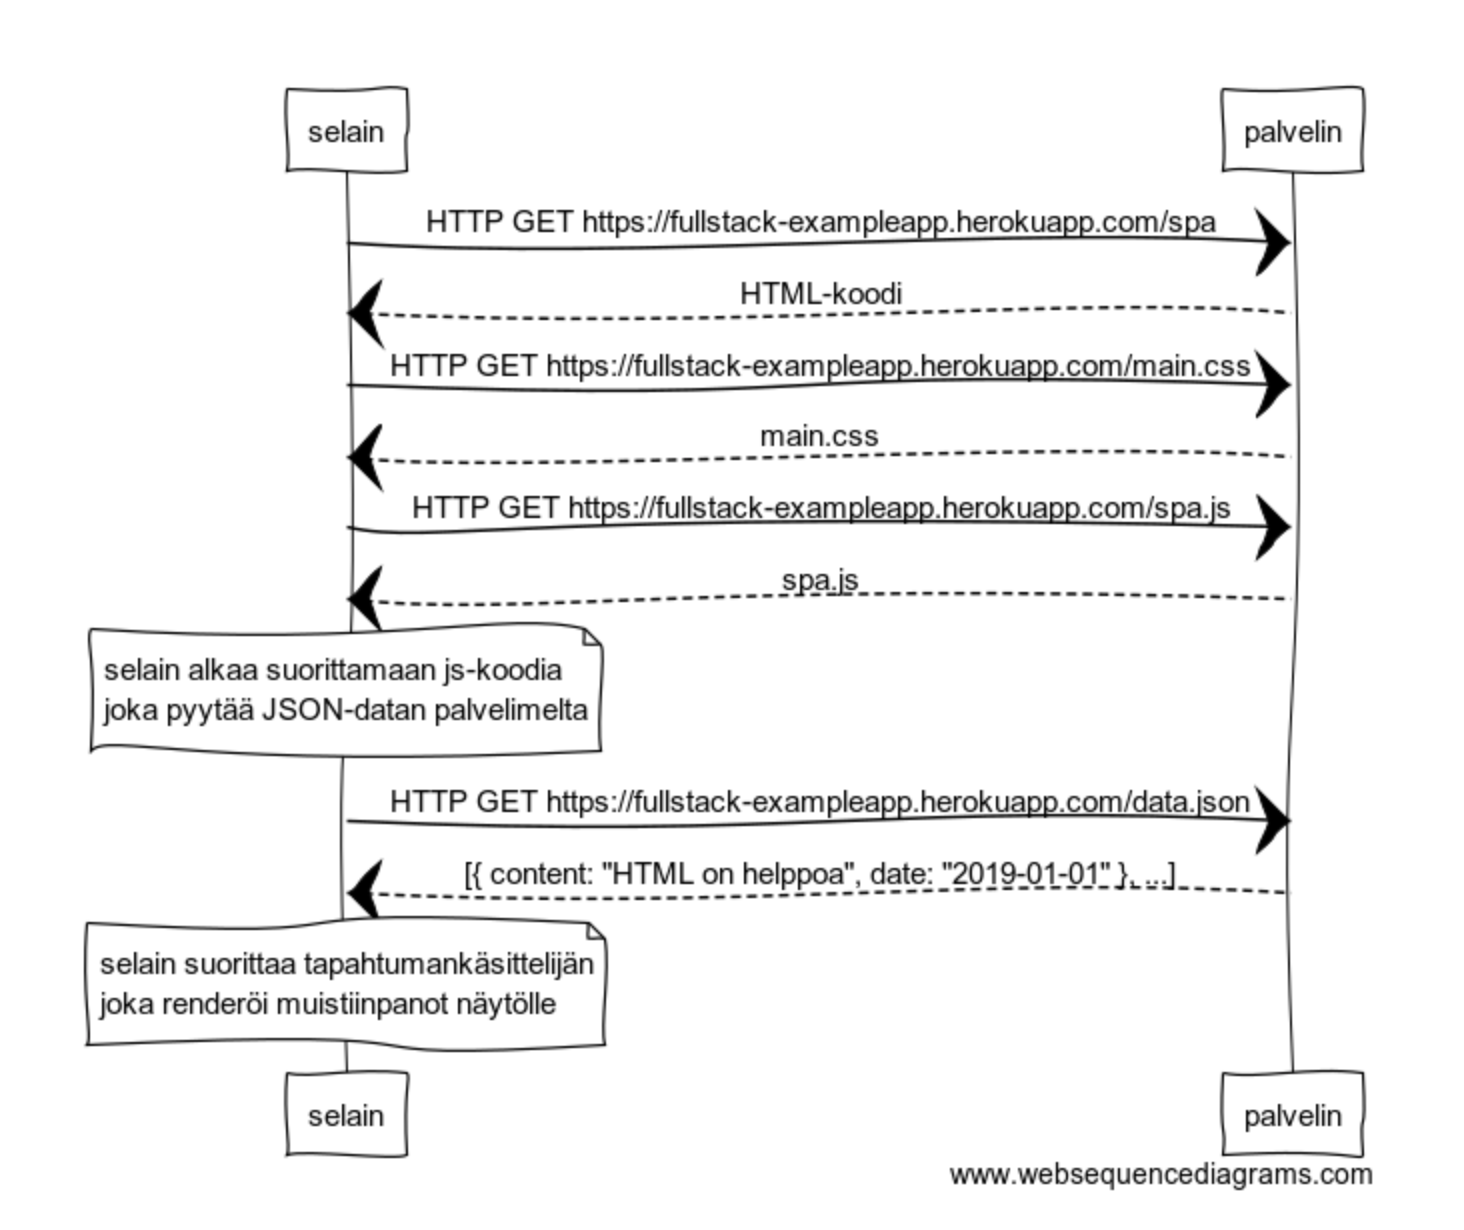 selain
palvelin
HTTP GET https://fullstack-exampleapp.herokuapp.com/spa
HTML-koodi
HTTP GET https://fullstack-exampleapp.herokuapp.com/main.css
main.css
HTTP GET https://fullstack-exampleapp.herokuapp.com/spa.js
spa.js
selain alkaa suorittamaan js-koodia
joka pyytää JSON-datan palvelimelta
HTTP GET https://fullstack-exampleapp.herokuapp.com/data.json
[{ content: "HTML on helppoa", date: "2019-01-01" }, ...]
selain suorittaa tapahtumankäsittelijän
joka renderöi muistiinpanot näytölle
selain
palvelin
www.websequencediagrams.com